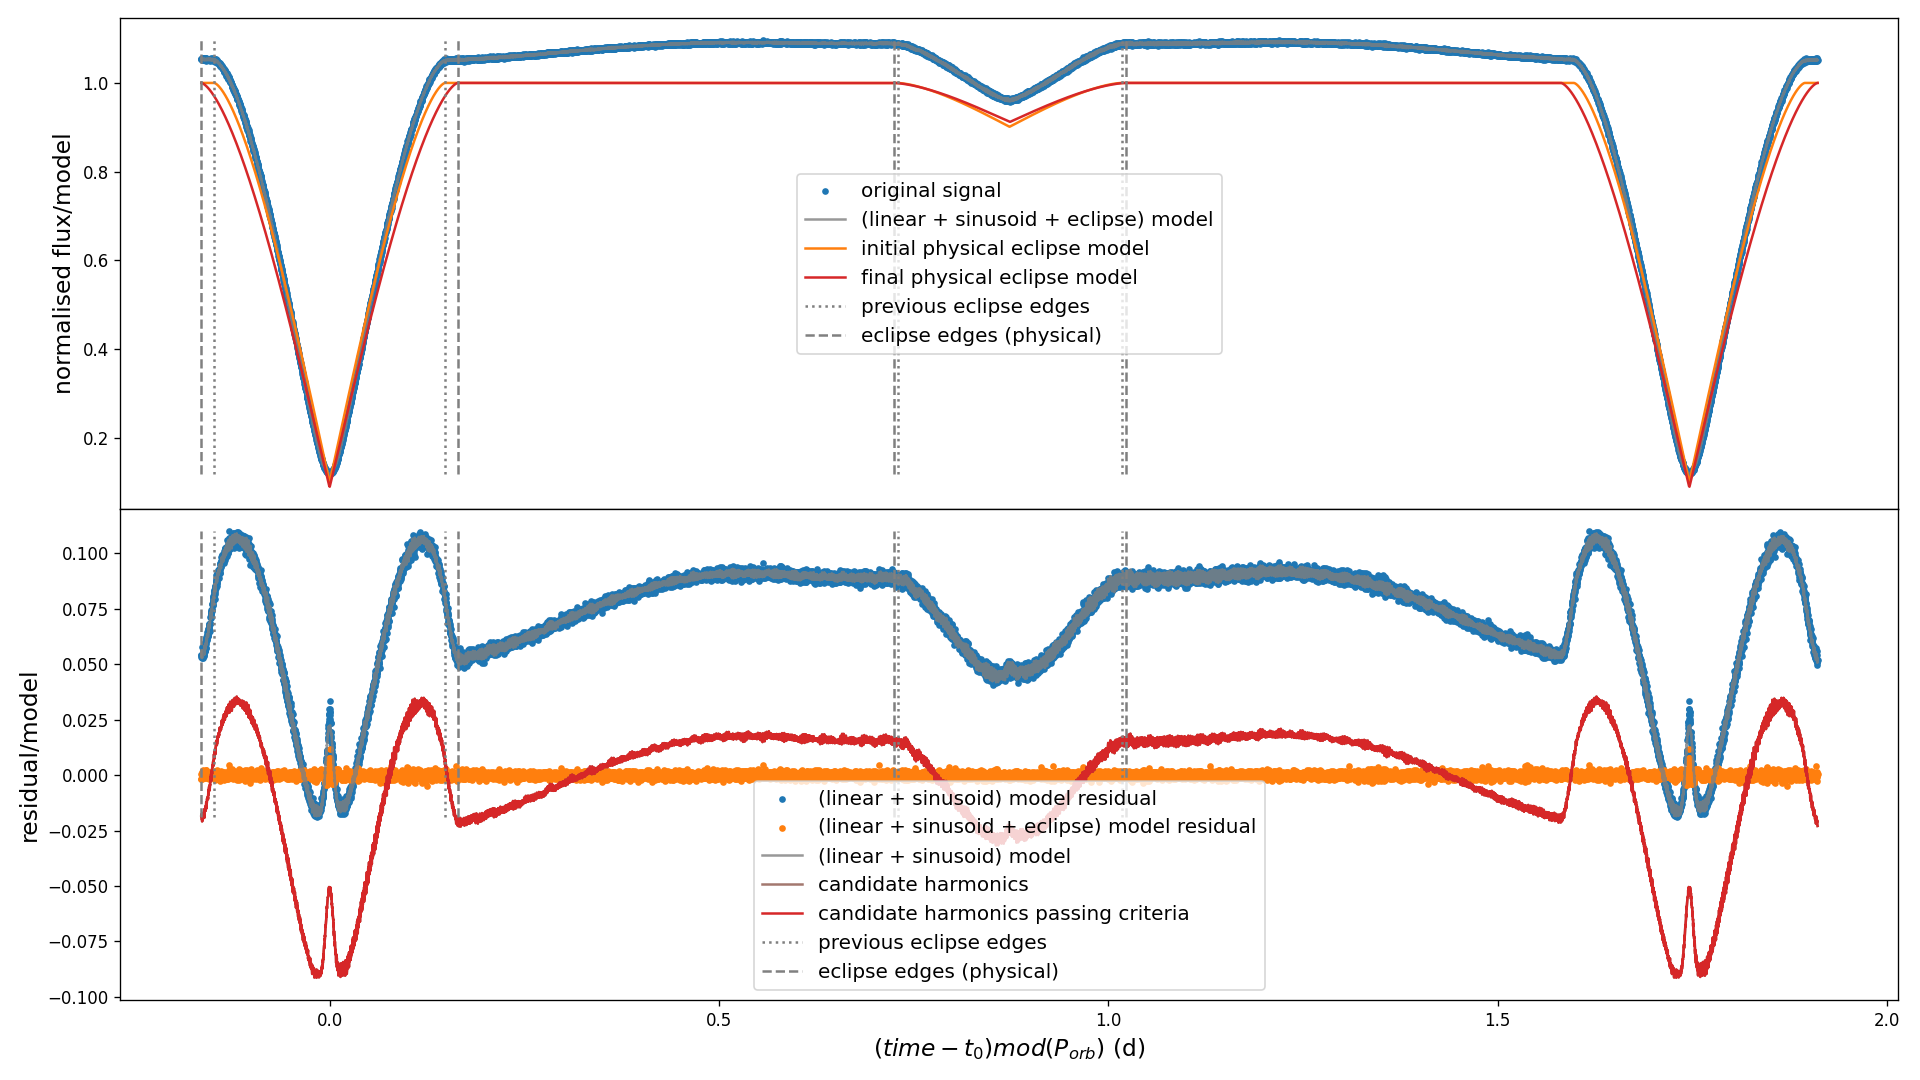 normalised flux/model
1.0
0.8
0.6
0.4
0.2
original signal
(linear + sinusoid + eclipse) model
initial physical eclipse model
final physical eclipse model
previous eclipse edges
eclipse edges (physical)
residual/model
0.100
0.075
0.050
0.025
0.000
−0.025
−0.050
−0.075
−0.100
(linear + sinusoid) model residual
(linear + sinusoid + eclipse) model residual
(linear + sinusoid) model
candidate harmonics
candidate harmonics passing criteria
previous eclipse edges
eclipse edges (physical)
0.0 0.5 1.0 1.5 2.0
(time − t₀)mod(P_orb) (d)